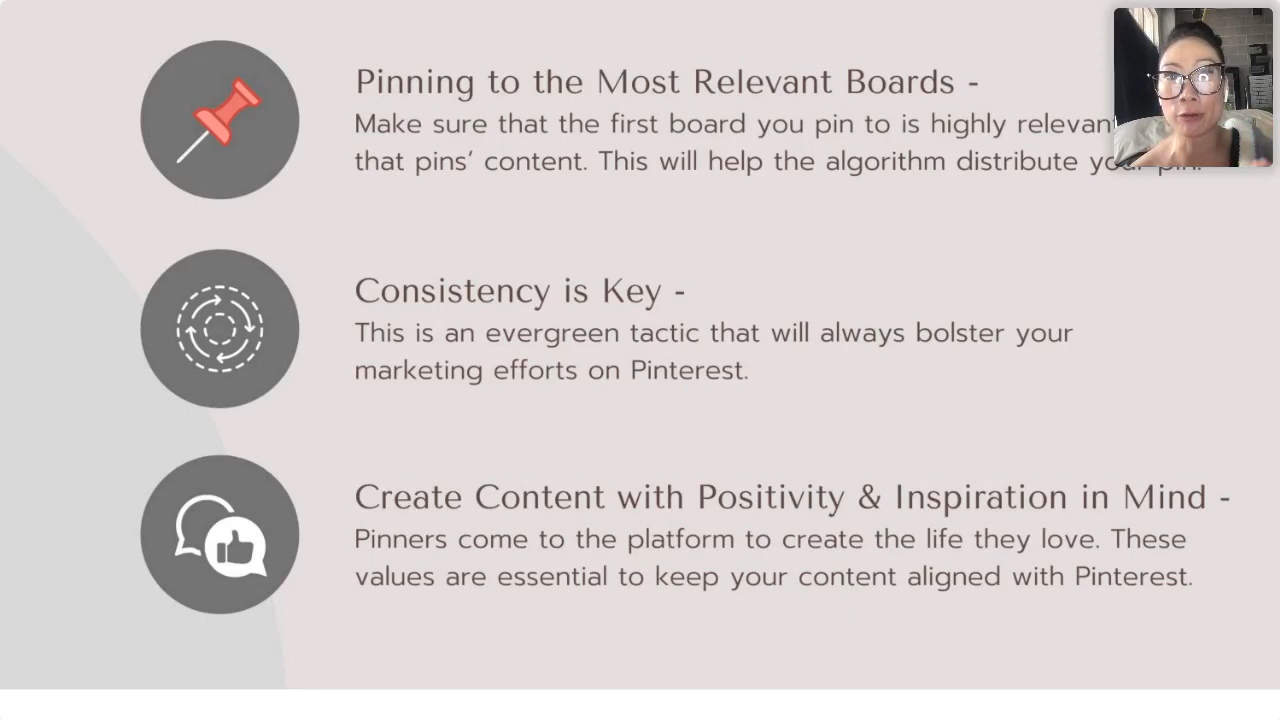 Pinning to the Most Relevant Boards -
Make sure that the first board you pin to is highly
that pins’ content. This will help the algorithm distribute
Consistency is Key -
This is an evergreen tactic that will always bolster your
marketing efforts on Pinterest.
Create Content with Positivity & Inspiration in Mind -
Pinners come to the platform to create the life they love. These
values are essential to keep your content aligned with Pinterest.